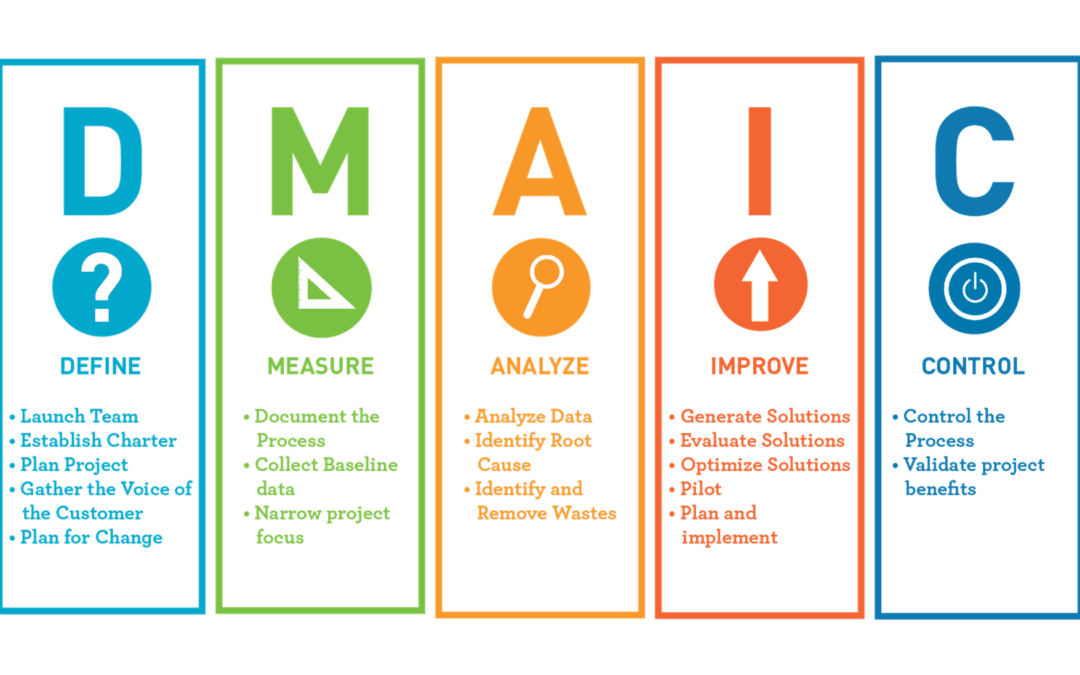 D
DEFINE
• Launch Team
• Establish Charter
• Plan Project
• Gather the Voice of
the Customer
• Plan for Change
M
MEASURE
• Document the
Process
• Collect Baseline
data
• Narrow project
focus
A
ANALYZE
• Analyze Data
• Identify Root
Cause
• Identify and
Remove Wastes
I
IMPROVE
• Generate Solutions
• Evaluate Solutions
• Optimize Solutions
• Pilot
• Plan and
implement
C
CONTROL
• Control the
Process
• Validate project
benefits